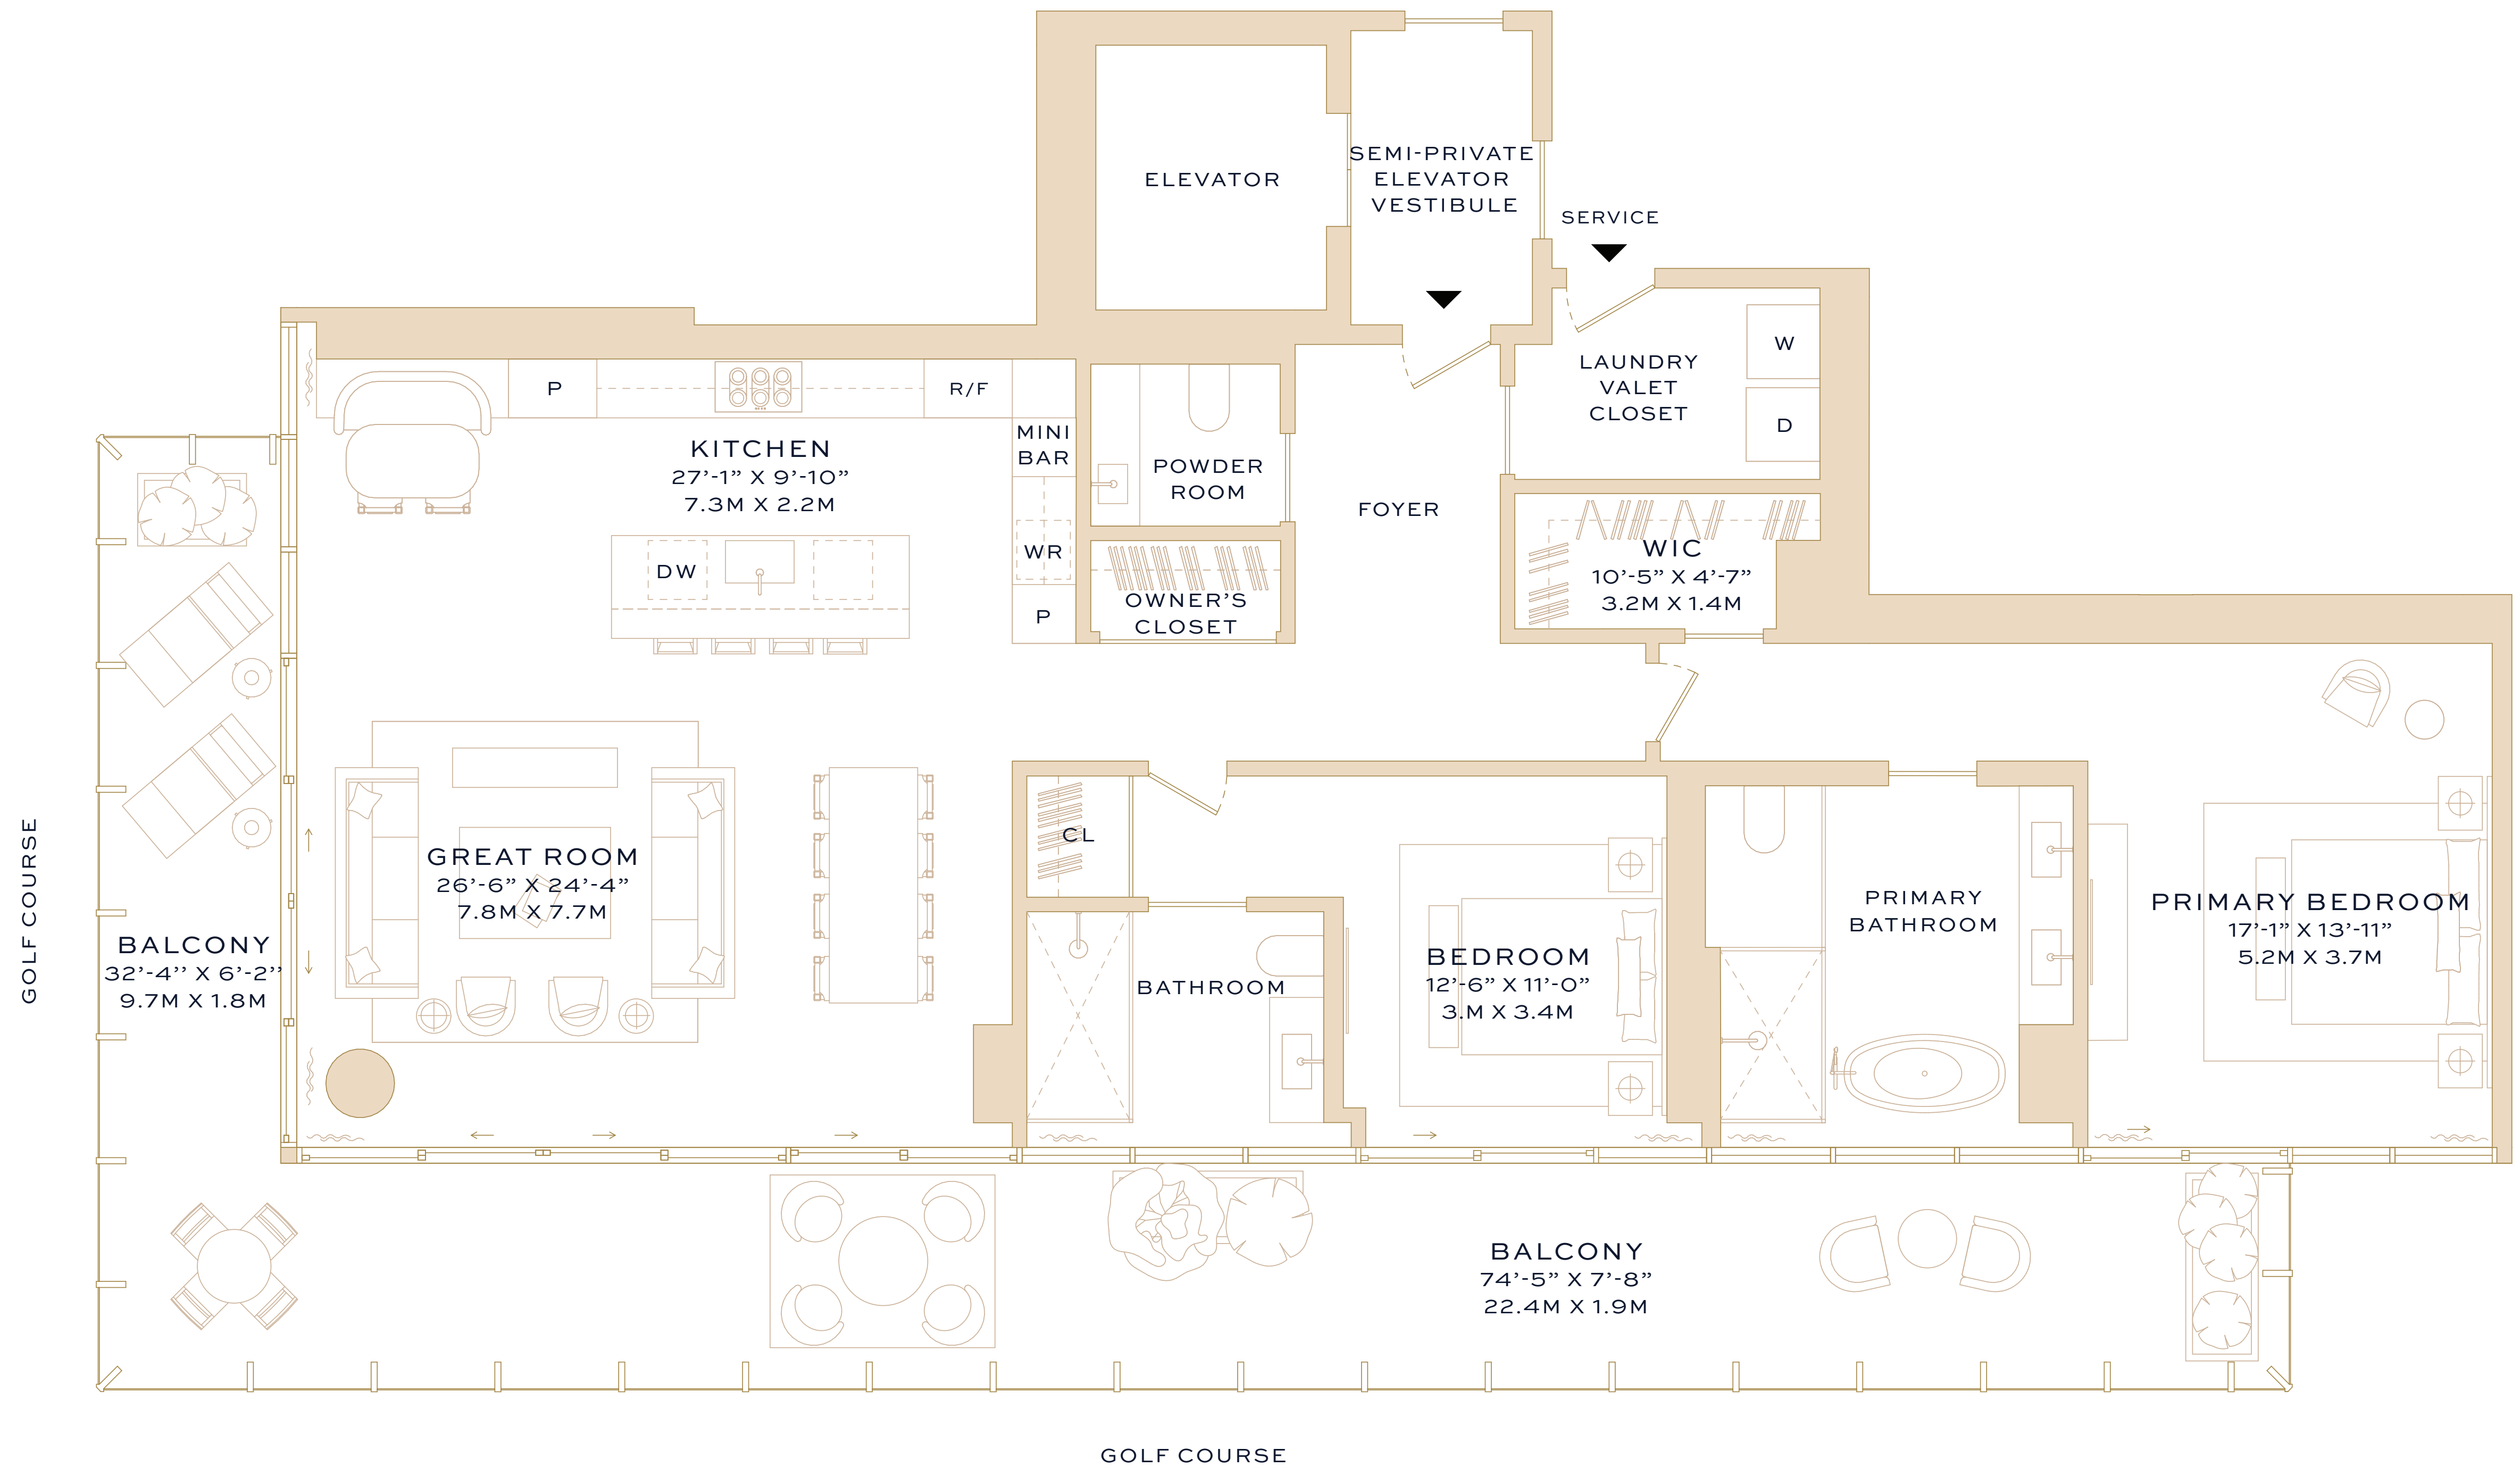 ELEVATOR
SEMI-PRIVATE
ELEVATOR
VESTIBULE
SERVICE
LAUNDRY
VALET
CLOSET
W
D
P
R/F
KITCHEN
27’-1” X 9’-10”
7.3M X 2.2M
MINI
BAR
POWDER
ROOM
FOYER
DW
WR
P
OWNER’S
CLOSET
WIC
10’-5” X 4’-7”
3.2M X 1.4M
GOLF COURSE
BALCONY
32’-4’’ X 6’-2’’
9.7M X 1.8M
GREAT ROOM
26’-6” X 24’-4”
7.8M X 7.7M
CL
BATHROOM
BEDROOM
12’-6” X 11’-0”
3.M X 3.4M
PRIMARY
BATHROOM
PRIMARY BEDROOM
17’-1” X 13’-11”
5.2M X 3.7M
BALCONY
74’-5” X 7’-8”
22.4M X 1.9M
GOLF COURSE